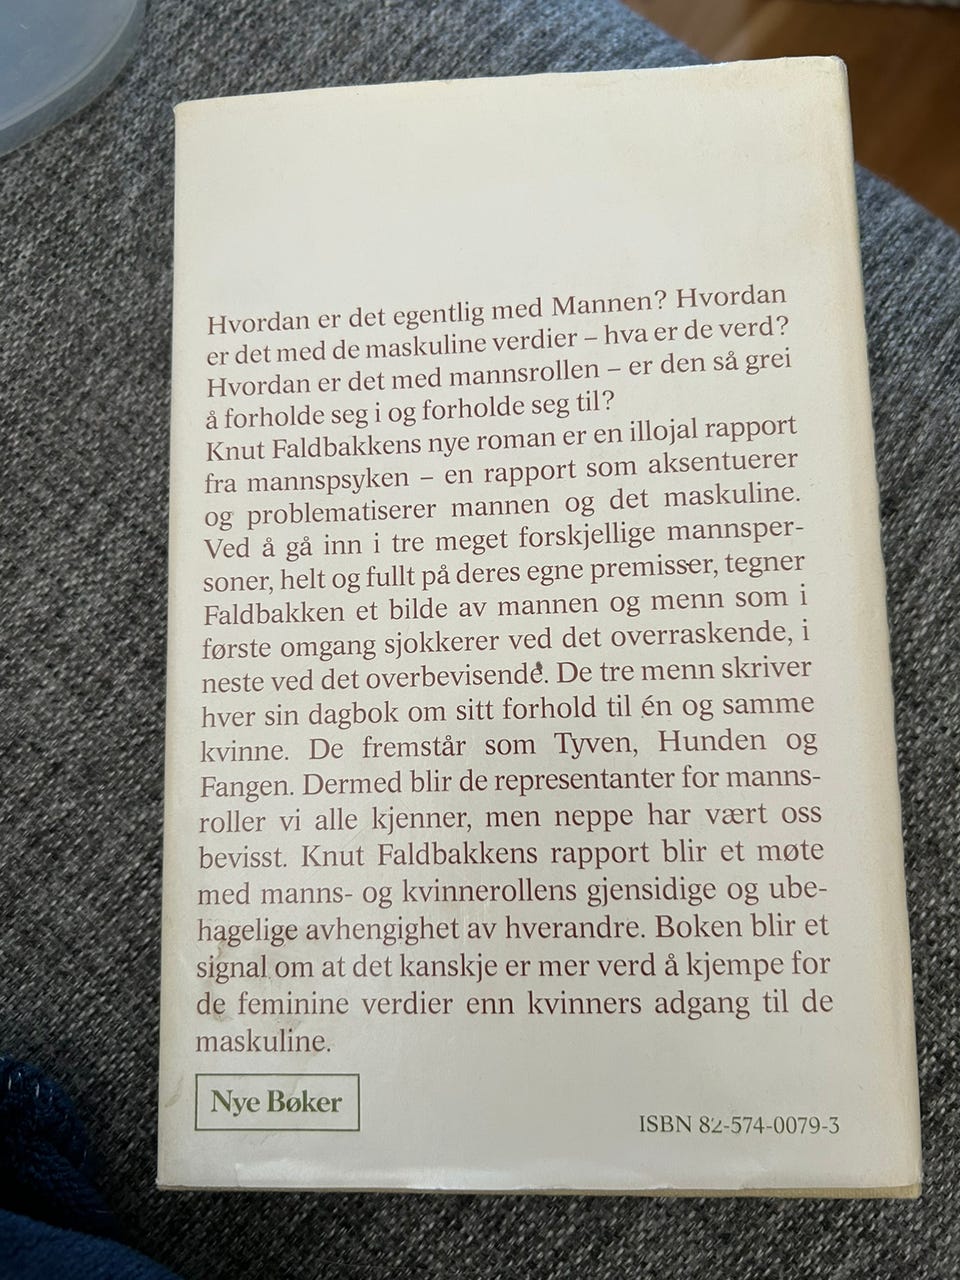 Hvordan er det egentlig med Mannen? Hvordan
er det med de maskuline verdier – hva er de verd?
Hvordan er det med mannsrollen – er den så grei
å forholde seg i og forholde seg til?
Knut Faldbakkens nye roman er en illojal rapport
fra mannspsyken – en rapport som aksentuerer
og problematiserer mannen og det maskuline.
Ved å gå inn i tre meget forskjellige mannsper-
soner, helt og fullt på deres egne premisser, tegner
Faldbakken et bilde av mannen og menn som i
første omgang sjokkerer ved det overraskende, i
neste ved det overbevisende. De tre menn skriver
hver sin dagbok om sitt forhold til én og samme
kvinne. De fremstår som Tyven, Hunden og
Fangen. Dermed blir de representanter for manns-
roller vi alle kjenner, men neppe har vært oss
bevisst. Knut Faldbakkens rapport blir et møte
med manns- og kvinnerollens gjensidige og ube-
hagelige avhengighet av hverandre. Boken blir et
signal om at det kanskje er mer verd å kjempe for
de feminine verdier enn kvinners adgang til de
maskuline.
Nye Bøker
ISBN 82-574-0079-3